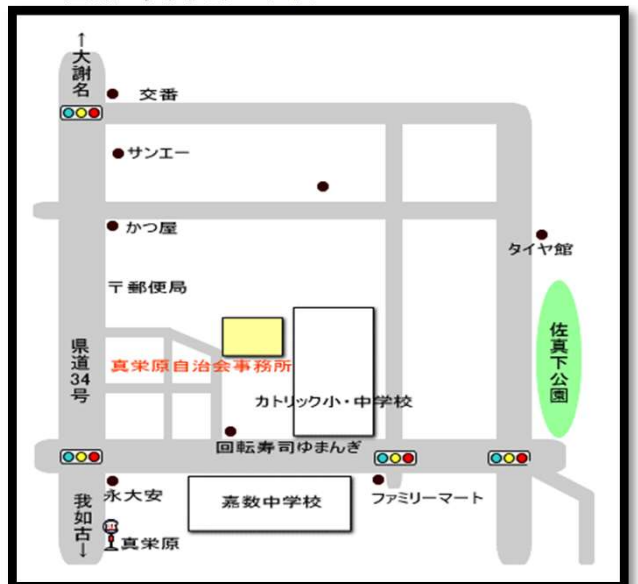 ↑大謝名
交番
サンエー
かつ屋
タイヤ館
〒郵便局
県道34号
真栄原自治会事務所
佐真下公園
カトリック小・中学校
回転寿司ゆまんぎ
我如古↓
永大安
嘉数中学校
ファミリーマート
真栄原